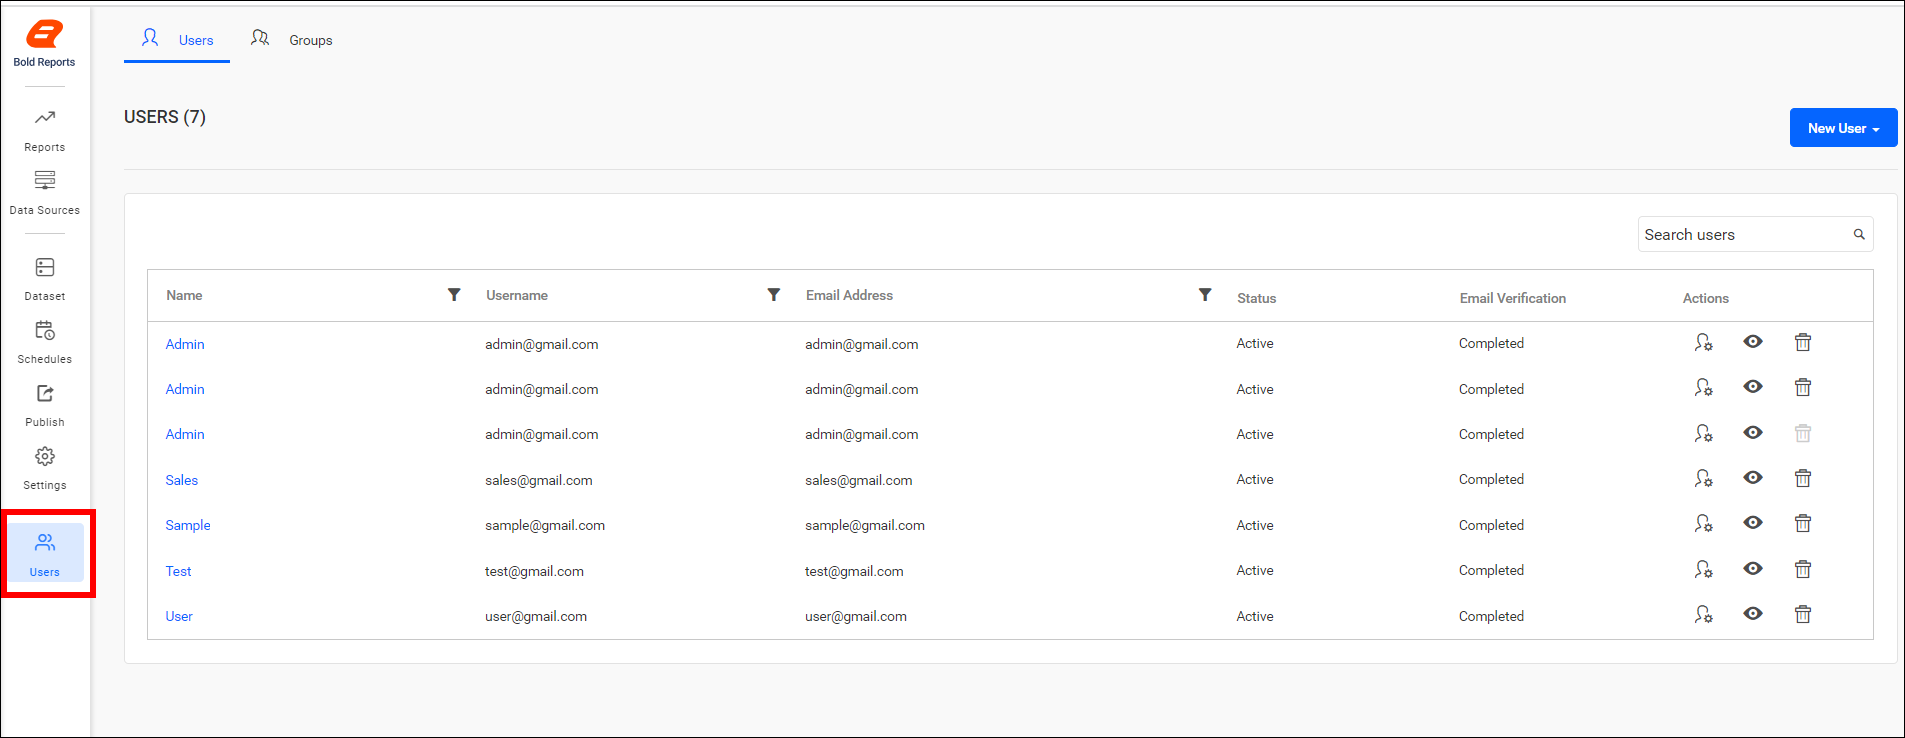 Bold Reports
Reports
Data Sources
Dataset
Schedules
Publish
Settings
Users
Users Groups
USERS (7)
New User
Search users
Name Username Email Address Status Email Verification Actions
Admin admin@gmail.com admin@gmail.com Active Completed
Admin admin@gmail.com admin@gmail.com Active Completed
Admin admin@gmail.com admin@gmail.com Active Completed
Sales sales@gmail.com sales@gmail.com Active Completed
Sample sample@gmail.com sample@gmail.com Active Completed
Test test@gmail.com test@gmail.com Active Completed
User user@gmail.com user@gmail.com Active Completed